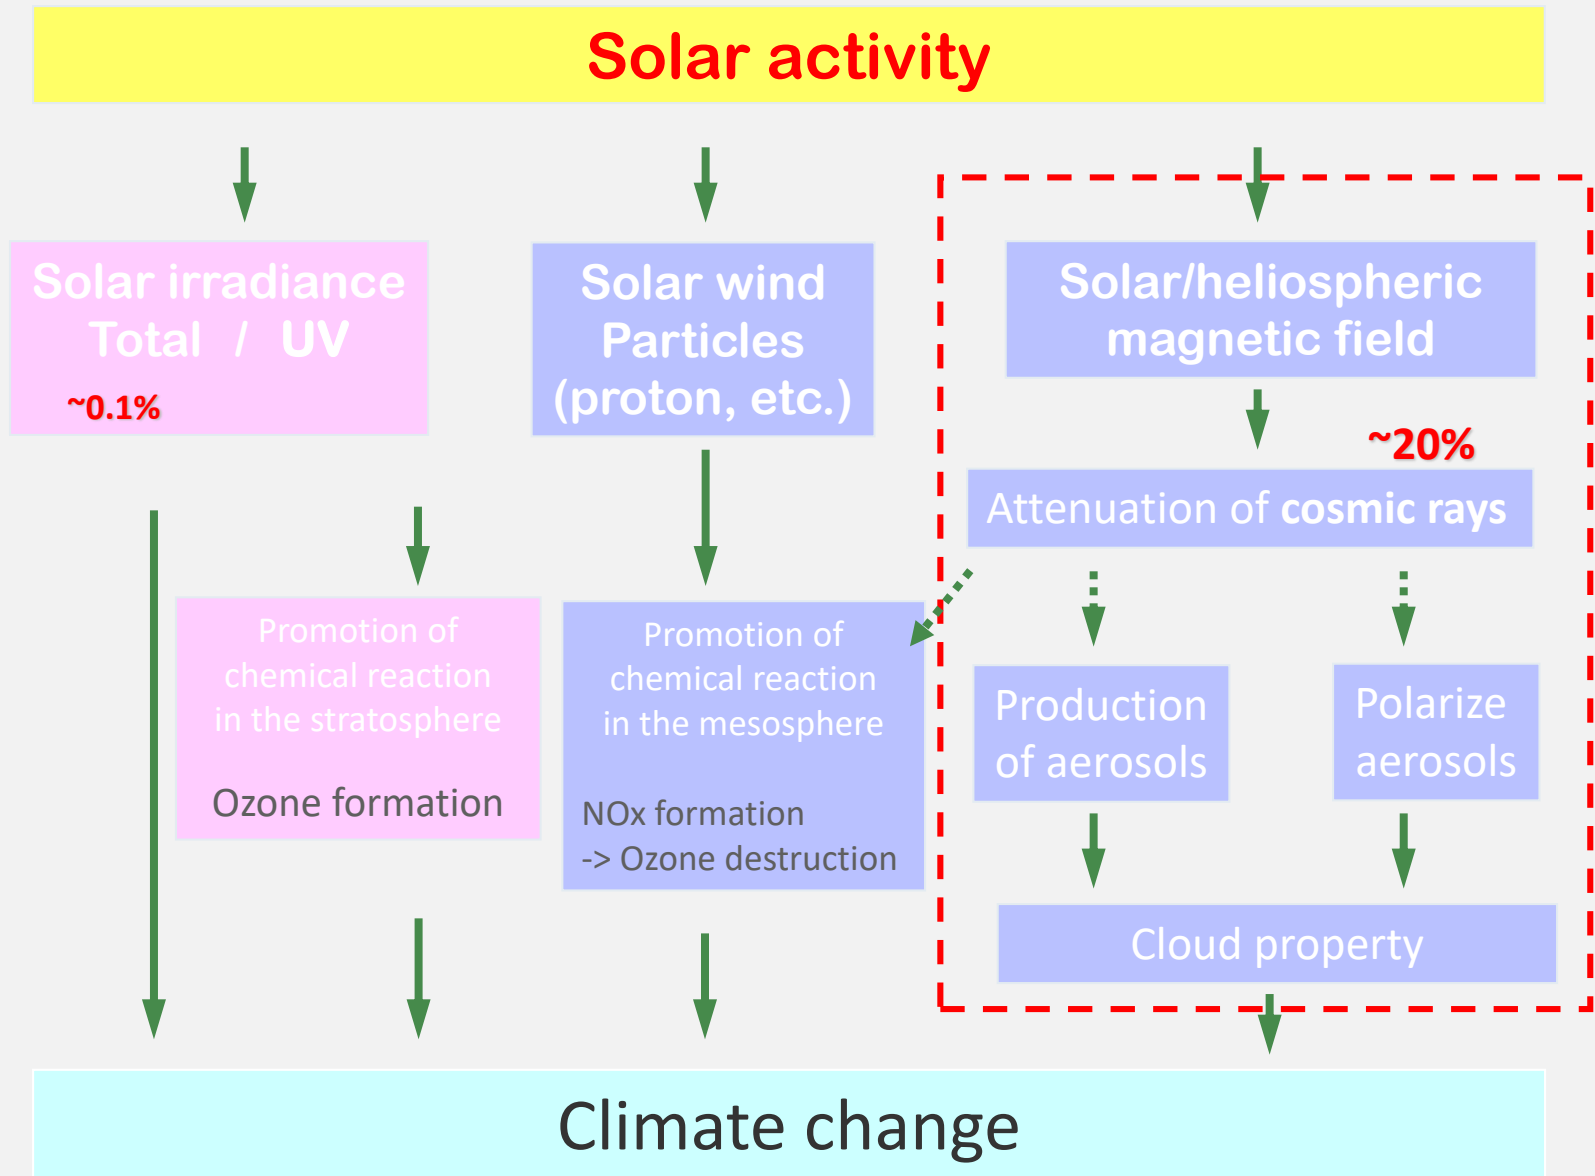 Solar activity
Solar irradiance
Total / UV
~0.1%
Solar wind
Particles
(proton, etc.)
Solar/heliospheric
magnetic field
~20%
Attenuation of cosmic rays
Promotion of
chemical reaction
in the stratosphere
Ozone formation
Promotion of
chemical reaction
in the mesosphere
NOx formation
-> Ozone destruction
Production
of aerosols
Polarize
aerosols
Cloud property
Climate change